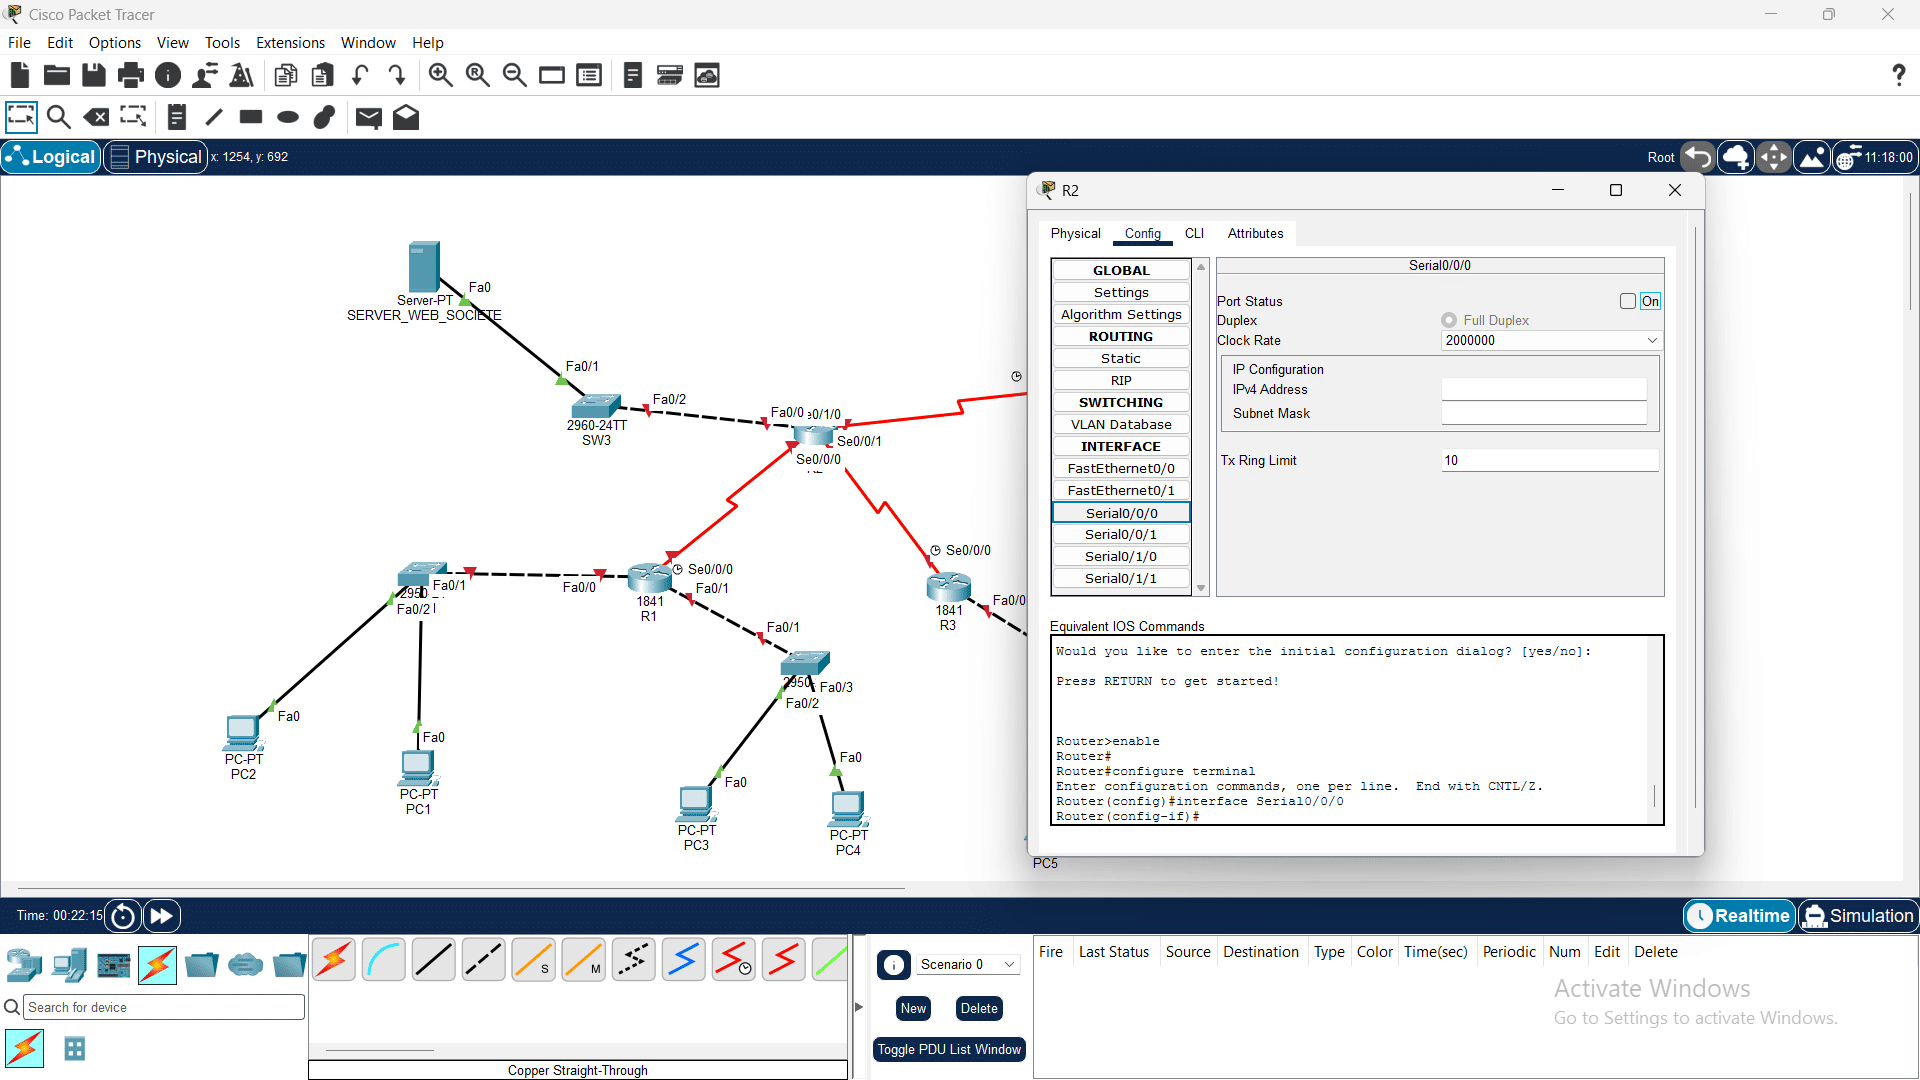 Cisco Packet Tracer
File Edit Options View Tools Extensions Window Help
Logical Physical x: 1254, y: 692
Root 11:18:00
Fa0
Server-PT
SERVER_WEB_SOCIETE
Fa0/1
Fa0/2
2960-24TT
SW3
Fa0/0
Se0/0/1
Se0/0/0
Se0/0/0
Fa0/1
Fa0/2
Fa0/0
Se0/0/0
Fa0/1
1841
R1
1841
R3
Fa0/0
Fa0/1
Fa0/3
Fa0/2
Fa0
PC-PT
PC2
Fa0
PC-PT
PC1
Fa0
PC-PT
PC3
Fa0
PC-PT
PC4
PC5
R2
Physical Config CLI Attributes
GLOBAL
Settings
Algorithm Settings
ROUTING
Static
RIP
SWITCHING
VLAN Database
INTERFACE
FastEthernet0/0
FastEthernet0/1
Serial0/0/0
Serial0/0/1
Serial0/1/0
Serial0/1/1
Serial0/0/0
Port Status On
Duplex Full Duplex
Clock Rate 2000000
IP Configuration
IPv4 Address
Subnet Mask
Tx Ring Limit 10
Equivalent IOS Commands
Would you like to enter the initial configuration dialog? [yes/no]:
Press RETURN to get started!
Router>enable
Router#
Router#configure terminal
Enter configuration commands, one per line. End with CNTL/Z.
Router(config)#interface Serial0/0/0
Router(config-if)#
Time: 00:22:15
Realtime Simulation
S M
Search for device
Copper Straight-Through
Scenario 0
New Delete
Toggle PDU List Window
Fire Last Status Source Destination Type Color Time(sec) Periodic Num Edit Delete
Activate Windows
Go to Settings to activate Windows.